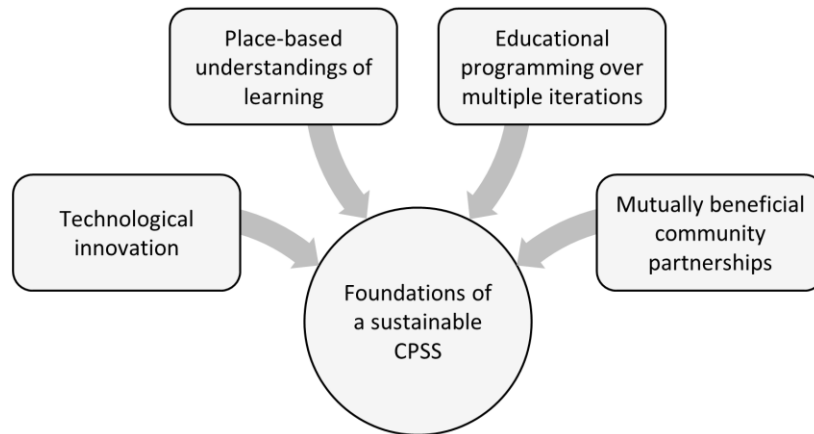 Place-based
understandings of
learning
Educational
programming over
multiple iterations
Technological
innovation
Mutually beneficial
community
partnerships
Foundations of
a sustainable
CPSS